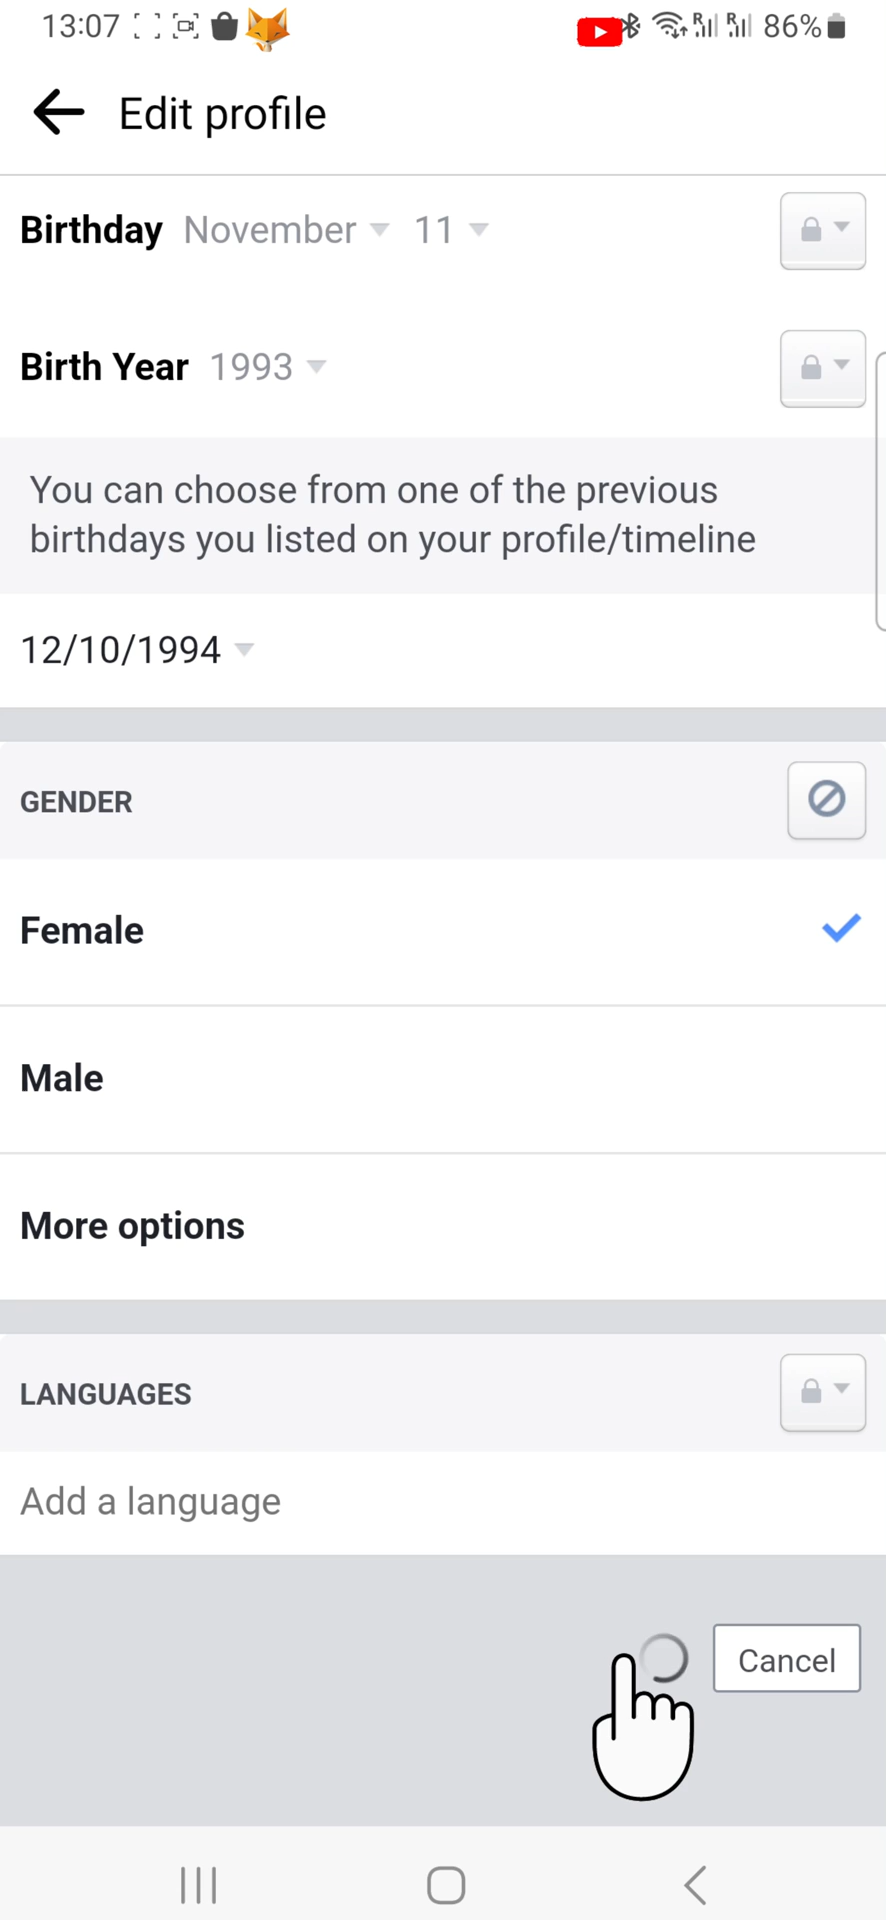 13:07 86%
Edit profile
Birthday November 11
Birth Year 1993
You can choose from one of the previous
birthdays you listed on your profile/timeline
12/10/1994
GENDER
Female
Male
More options
LANGUAGES
Add a language
Cancel